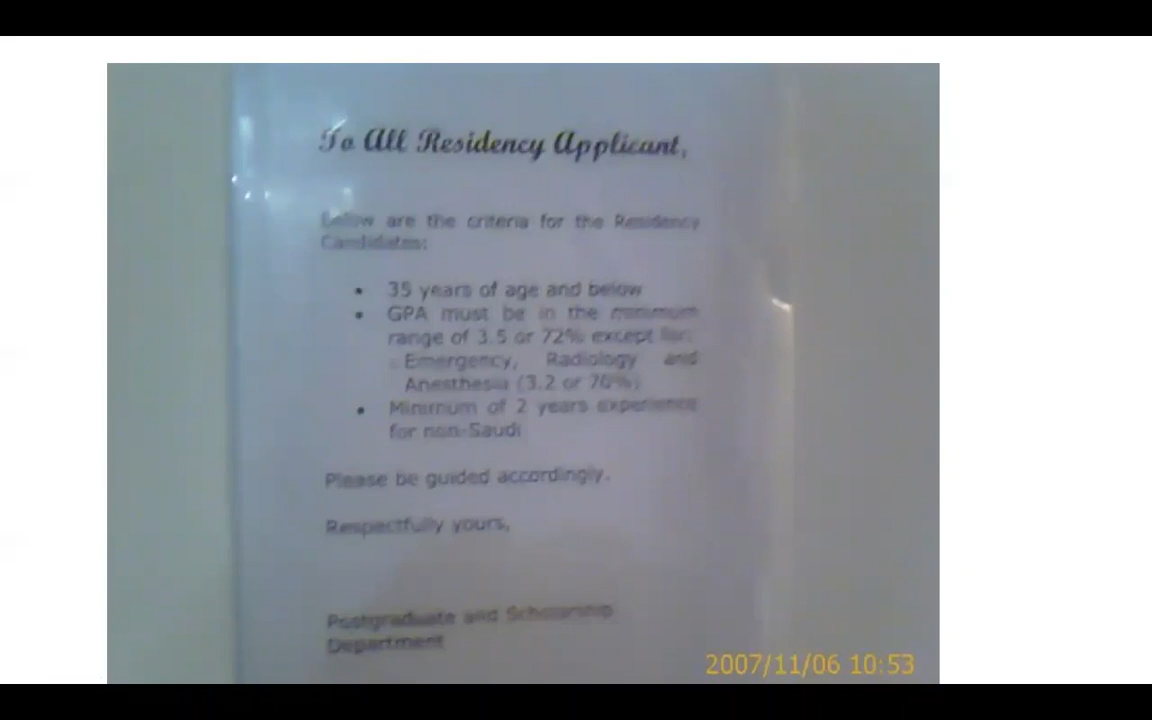 To All Residency Applicant,
Below are the criteria for the Residency
Candidates:
• 35 years of age and below
• GPA must be in the minimum
range of 3.5 or 72% except for:
Emergency, Radiology and
Anesthesia (3.2 or 70%)
• Minimum of 2 years experience
for non-Saudi
Please be guided accordingly.
Respectfully yours,
Postgraduate and Scholarship
Department
2007/11/06 10:53